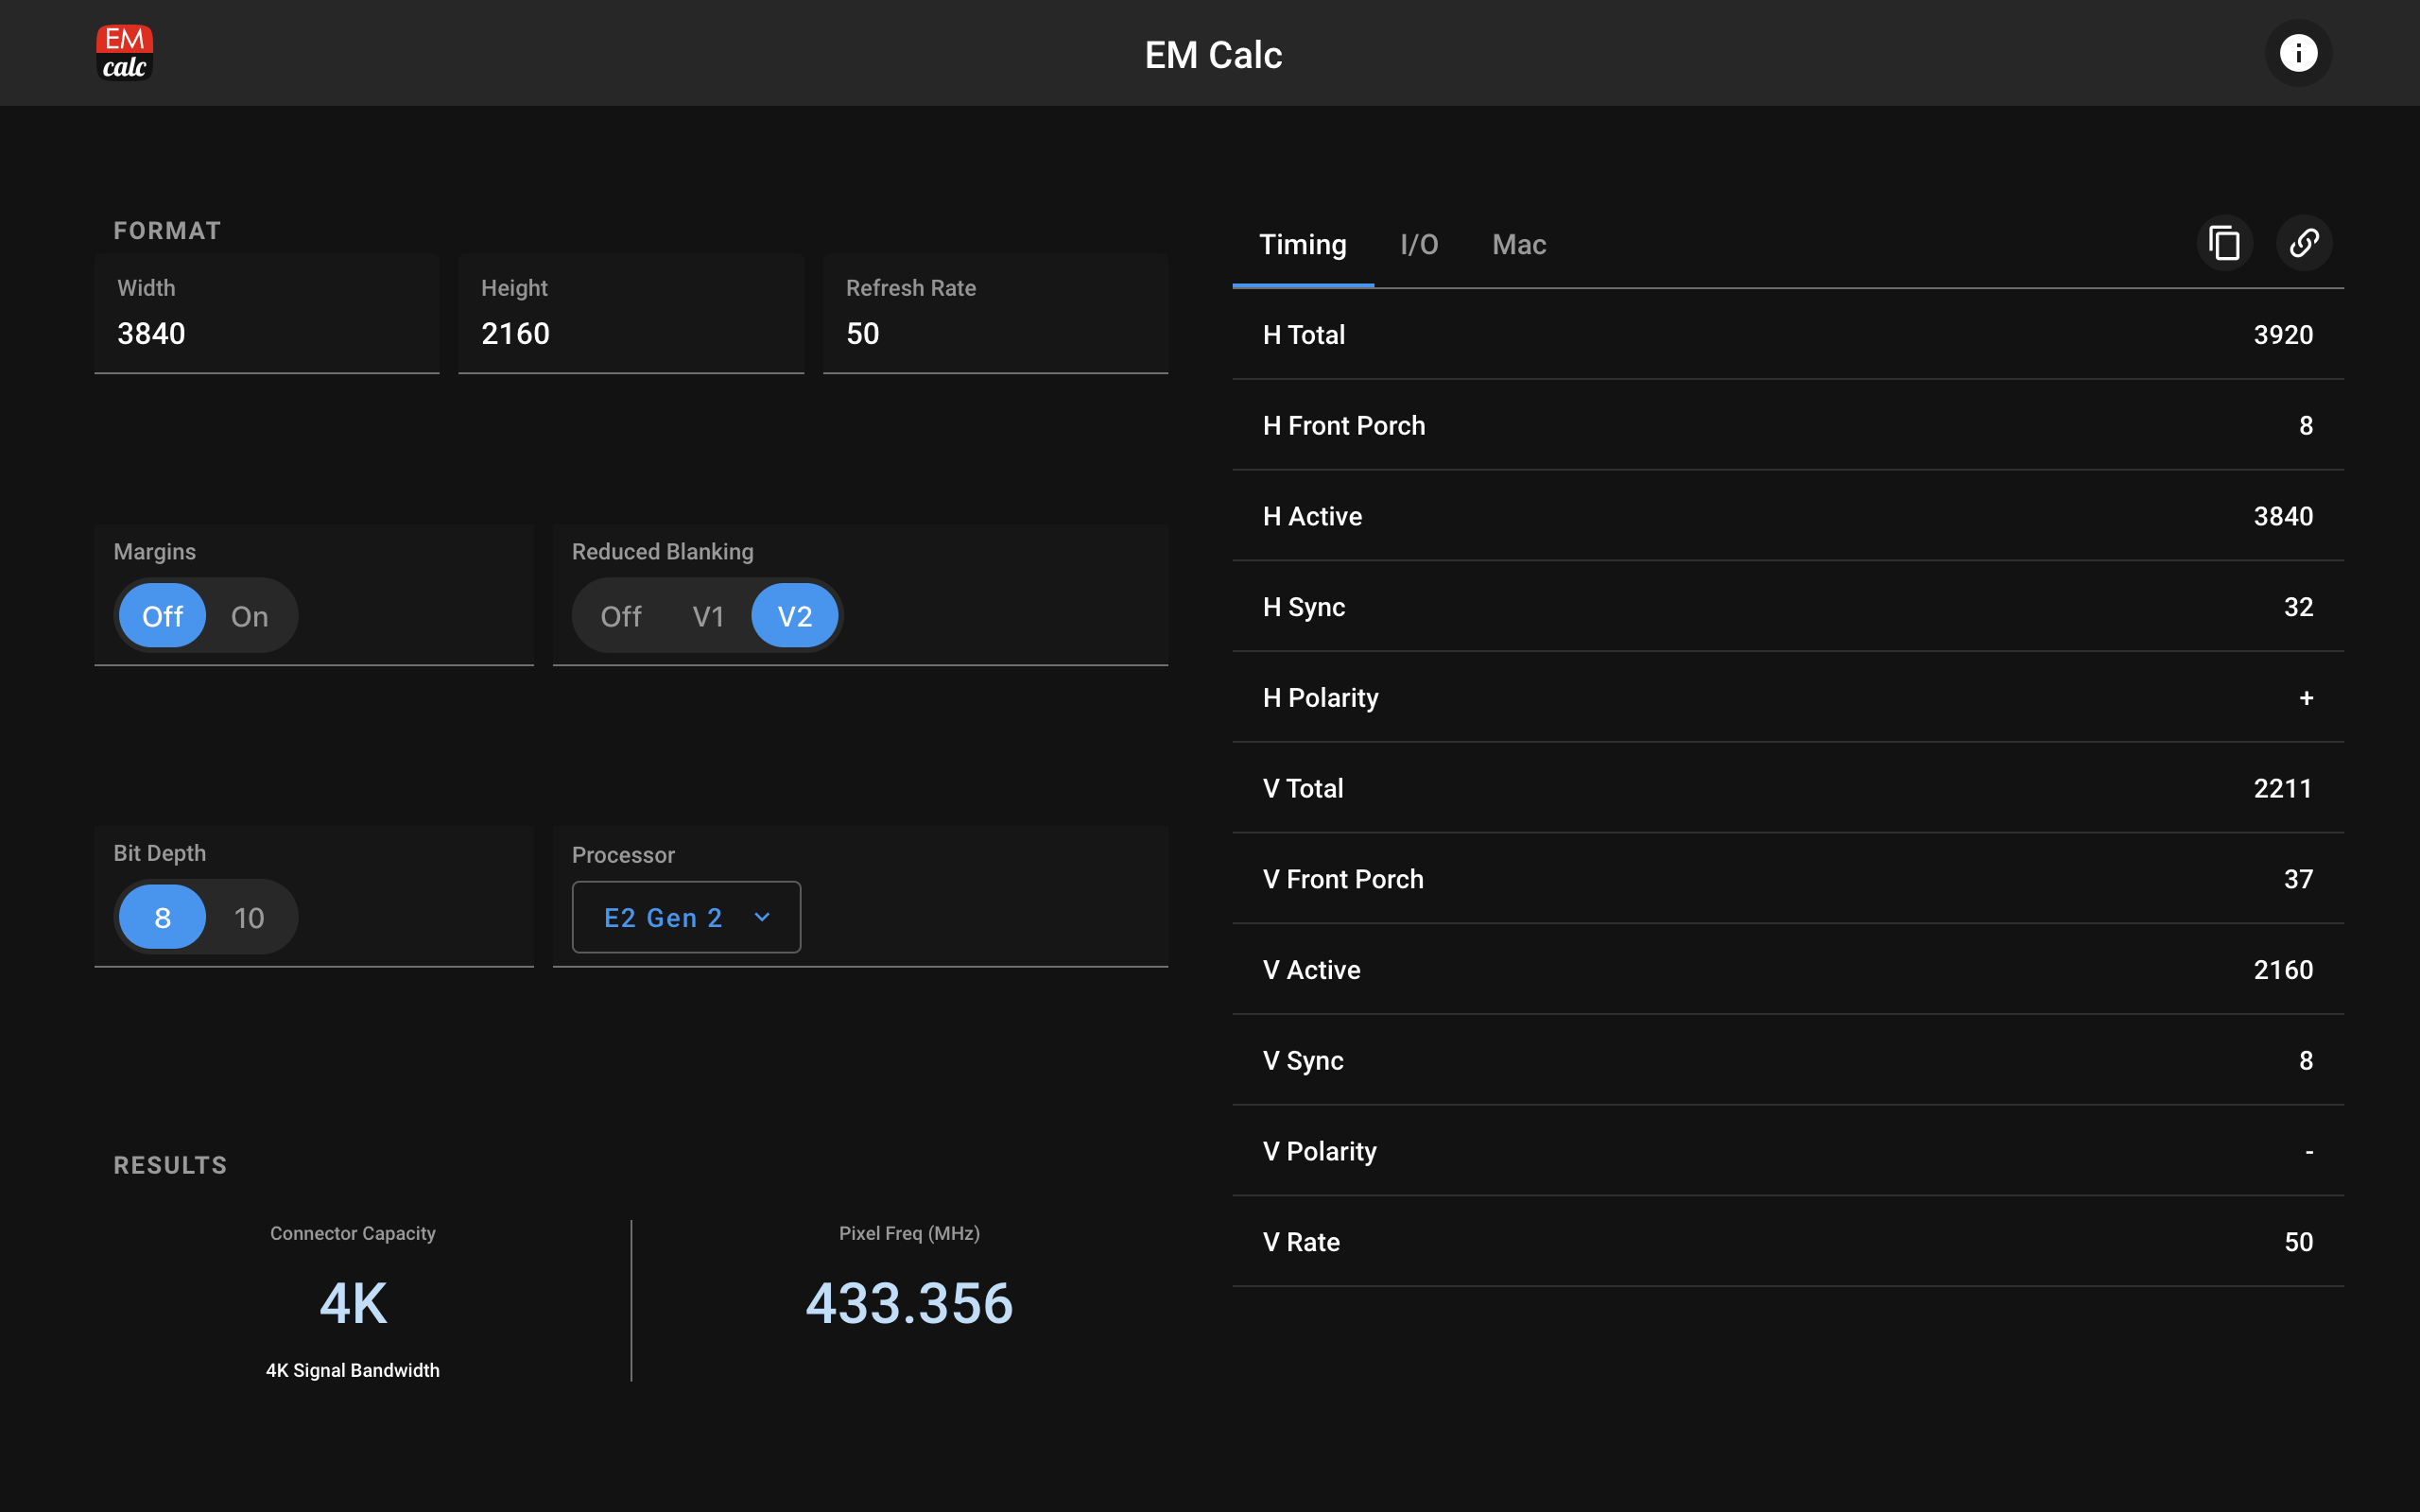 EM
calc
EM Calc
FORMAT
Width
3840
Height
2160
Refresh Rate
50
Margins
Off On
Reduced Blanking
Off V1 V2
Bit Depth
8 10
Processor
E2 Gen 2
RESULTS
Connector Capacity
4K
4K Signal Bandwidth
Pixel Freq (MHz)
433.356
Timing I/O Mac
H Total 3920
H Front Porch 8
H Active 3840
H Sync 32
H Polarity +
V Total 2211
V Front Porch 37
V Active 2160
V Sync 8
V Polarity -
V Rate 50